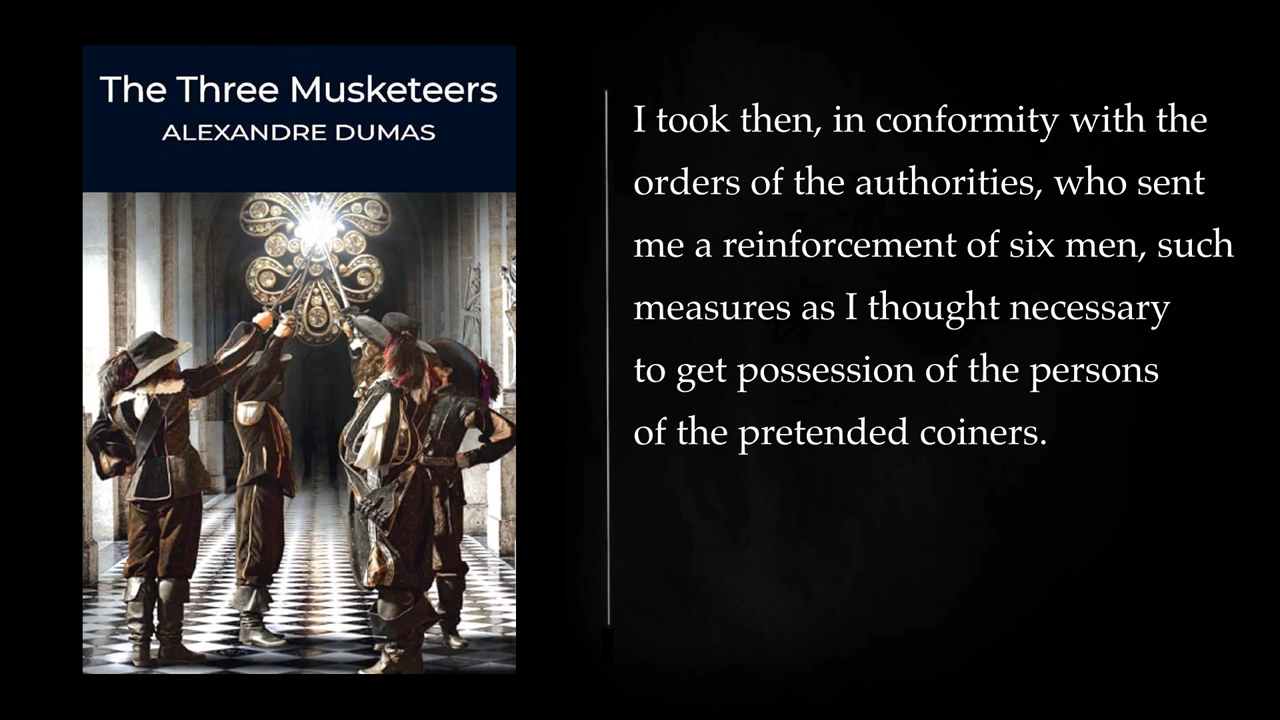 The Three Musketeers
ALEXANDRE DUMAS
I took then, in conformity with the
orders of the authorities, who sent
me a reinforcement of six men, such
measures as I thought necessary
to get possession of the persons
of the pretended coiners.